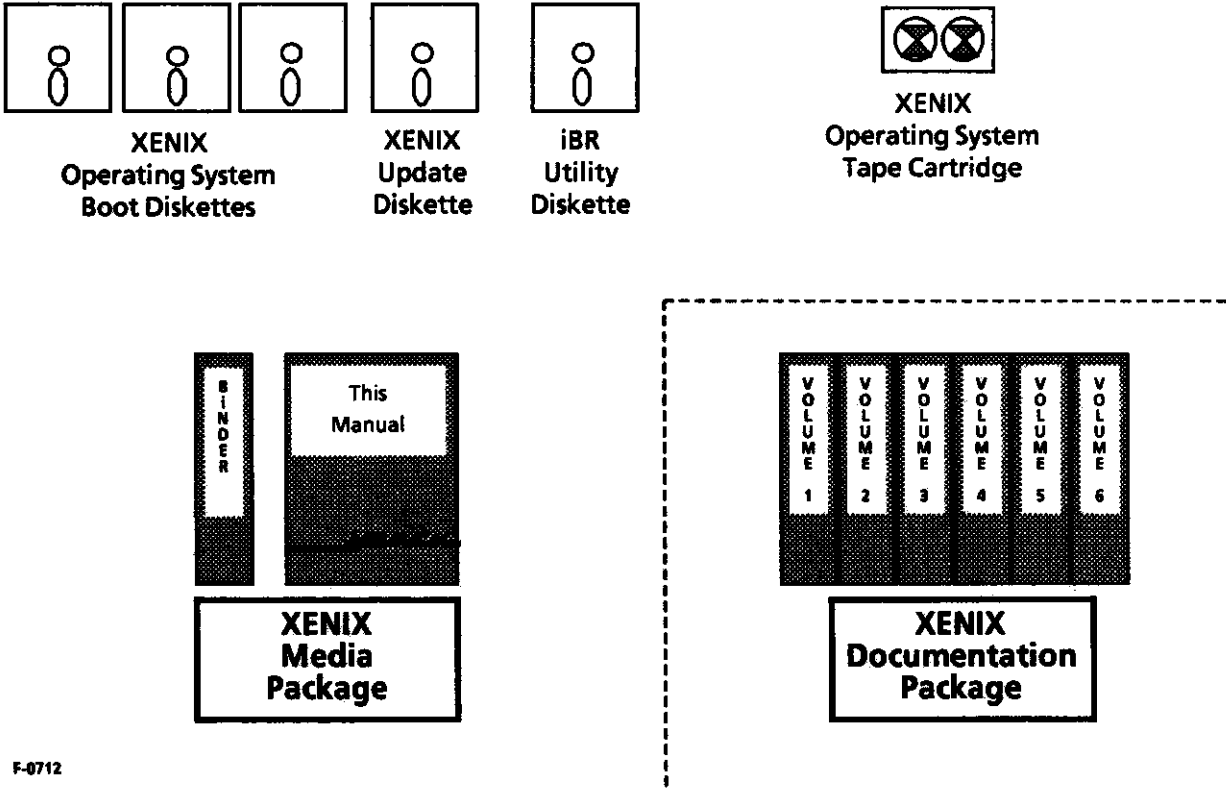 XENIX
Operating System
Boot Diskettes
XENIX
Update
Diskette
iBR
Utility
Diskette
XENIX
Operating System
Tape Cartridge
BINDER
This
Manual
VOLUME 1
VOLUME 2
VOLUME 3
VOLUME 4
VOLUME 5
VOLUME 6
XENIX
Media
Package
XENIX
Documentation
Package
F-0712